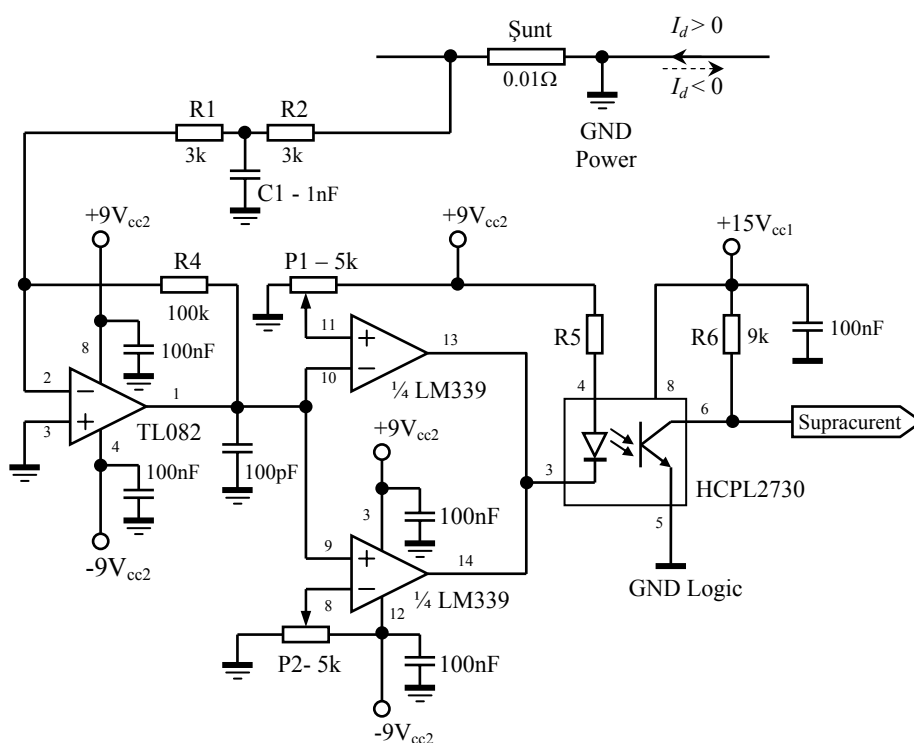 Şunt
I_d > 0
0.01Ω
I_d < 0
GND
Power
R1
R2
3k
3k
C1 - 1nF
+9Vcc2
+9Vcc2
+15Vcc1
R4
100k
P1 – 5k
11
13
10
¼ LM339
R5
R6
9k
100nF
8
100nF
2
3
1
TL082
4
100nF
100pF
-9Vcc2
4
8
6
Supracurent
3
HCPL2730
5
GND Logic
+9Vcc2
3
100nF
9
14
8
12
¼ LM339
P2- 5k
100nF
-9Vcc2